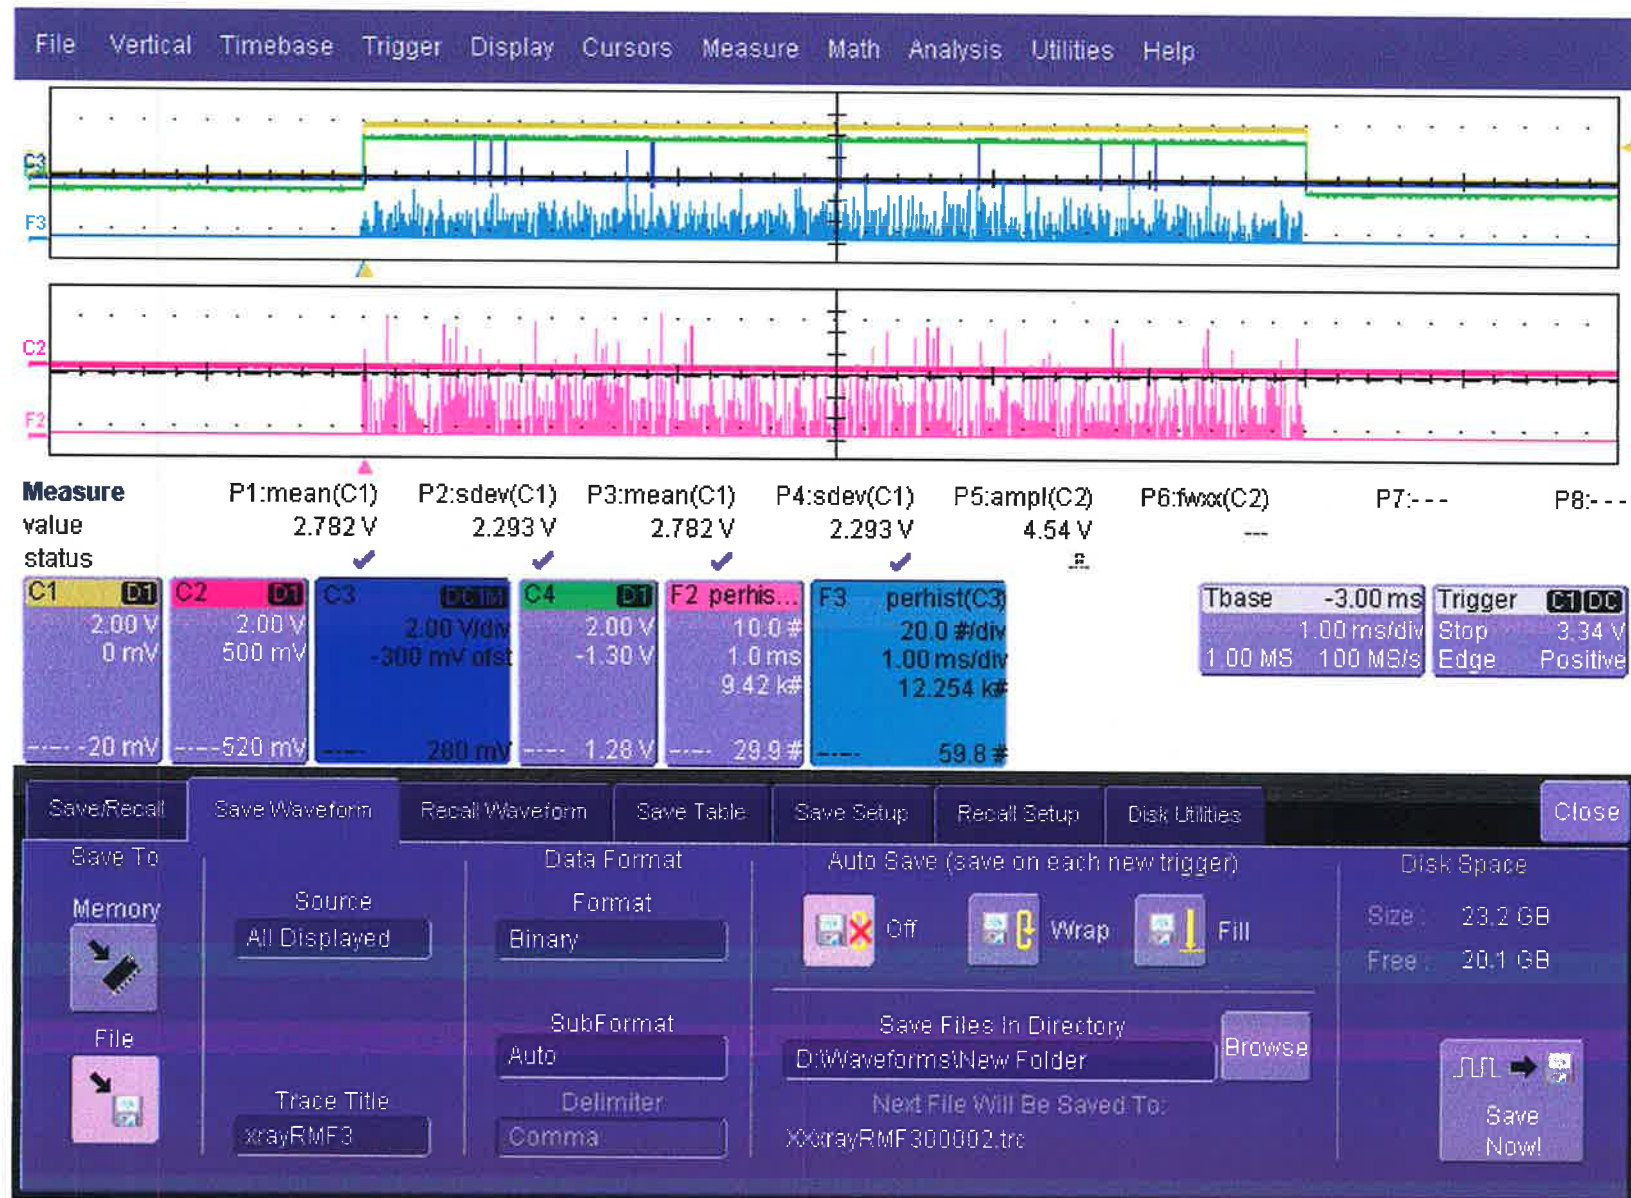 File Vertical Timebase Trigger Display Cursors Measure Math Analysis Utilities Help
C3
F3
C2
F2
Measure P1:mean(C1) P2:sdev(C1) P3:mean(C1) P4:sdev(C1) P5:ampl(C2) P6:fwxx(C2) P7:--- P8:---
value 2.782 V 2.293 V 2.782 V 2.293 V 4.54 V ---
status
C1 D1 C2 D1 C3 DC1M C4 D1 F2 perhis... F3 perhist(C3) Tbase -3.00 ms Trigger C1 DC
2.00 V 2.00 V 2.00 V/div 2.00 V 10.0 # 20.0 #/div 1.00 ms/div Stop 3.34 V
0 mV 500 mV -300 mV ofst -1.30 V 1.0 ms 1.00 ms/div 1.00 MS 100 MS/s Edge Positive
9.42 k# 12.254 k#
---- -20 mV ----520 mV ---- 280 mV ---- 1.28 V ---- 29.9 # ---- 59.8 #
Save/Recall Save Waveform Recall Waveform Save Table Save Setup Recall Setup Disk Utilities Close
Save To Data Format Auto Save (save on each new trigger) Disk Space
Memory Source Format Size : 23.2 GB
All Displayed Binary Off Wrap Fill
Free : 20.1 GB
File SubFormat Save Files In Directory
Auto D:\Waveforms\New Folder Browse
Trace Title Delimiter Next File Will Be Saved To:
xrayRMF3 Comma XXxrayRMF300002.trc
Save
Now!